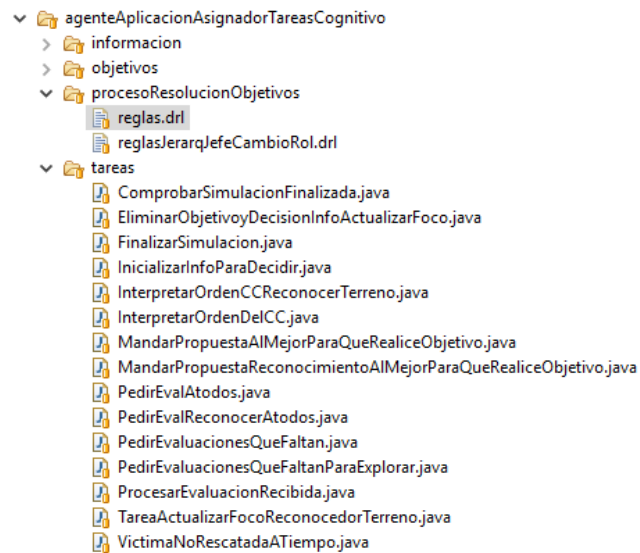 agenteAplicacionAsignadorTareasCognitivo
informacion
objetivos
procesoResolucionObjetivos
reglas.drl
reglasJerarqJefeCambioRol.drl
tareas
ComprobarSimulacionFinalizada.java
EliminarObjetivoyDecisionInfoActualizarFoco.java
FinalizarSimulacion.java
InicializarInfoParaDecidir.java
InterpretarOrdenCCReconocerTerreno.java
InterpretarOrdenDelCC.java
MandarPropuestaAlMejorParaQueRealiceObjetivo.java
MandarPropuestaReconocimientoAlMejorParaQueRealiceObjetivo.java
PedirEvalAtodos.java
PedirEvalReconocerAtodos.java
PedirEvaluacionesQueFaltan.java
PedirEvaluacionesQueFaltanParaExplorar.java
ProcesarEvaluacionRecibida.java
TareaActualizarFocoReconocedorTerreno.java
VictimaNoRescatadaATiempo.java